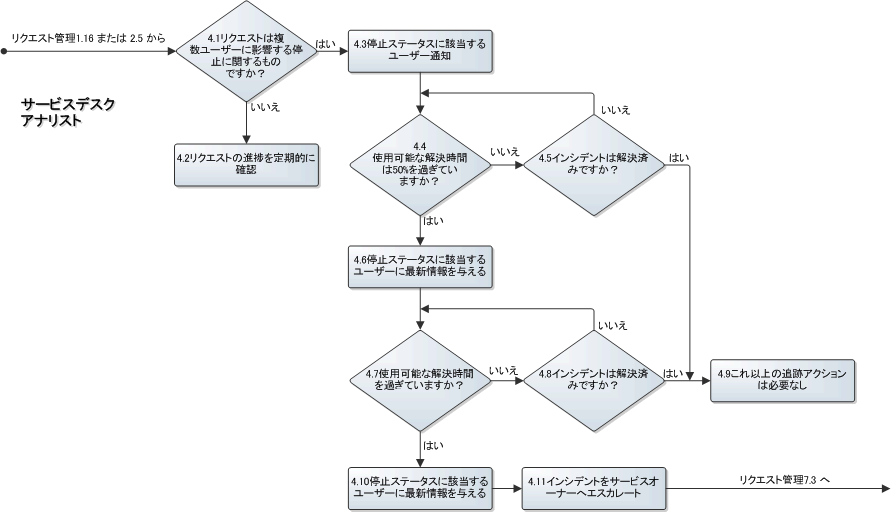 リクエスト管理1.16 または 2.5 から
4.1リクエストは複
数ユーザーに影響する停
止に関するもの
ですか？
はい
4.3停止ステータスに該当する
ユーザー通知
サービスデスク
アナリスト
いいえ
いいえ
4.2リクエストの進捗を定期的に
確認
4.4
使用可能な解決時間
は50%を過ぎてい
ますか？
いいえ
4.5インシデントは解決済
みですか？
はい
はい
4.6停止ステータスに該当する
ユーザーに最新情報を与える
いいえ
4.7使用可能な解決時間
を過ぎていますか？
いいえ
4.8インシデントは解決済
みですか？
はい
4.9これ以上の追跡アクション
は必要なし
はい
4.10停止ステータスに該当する
ユーザーに最新情報を与える
4.11インシデントをサービスオ
ーナーへエスカレート
リクエスト管理7.3 へ